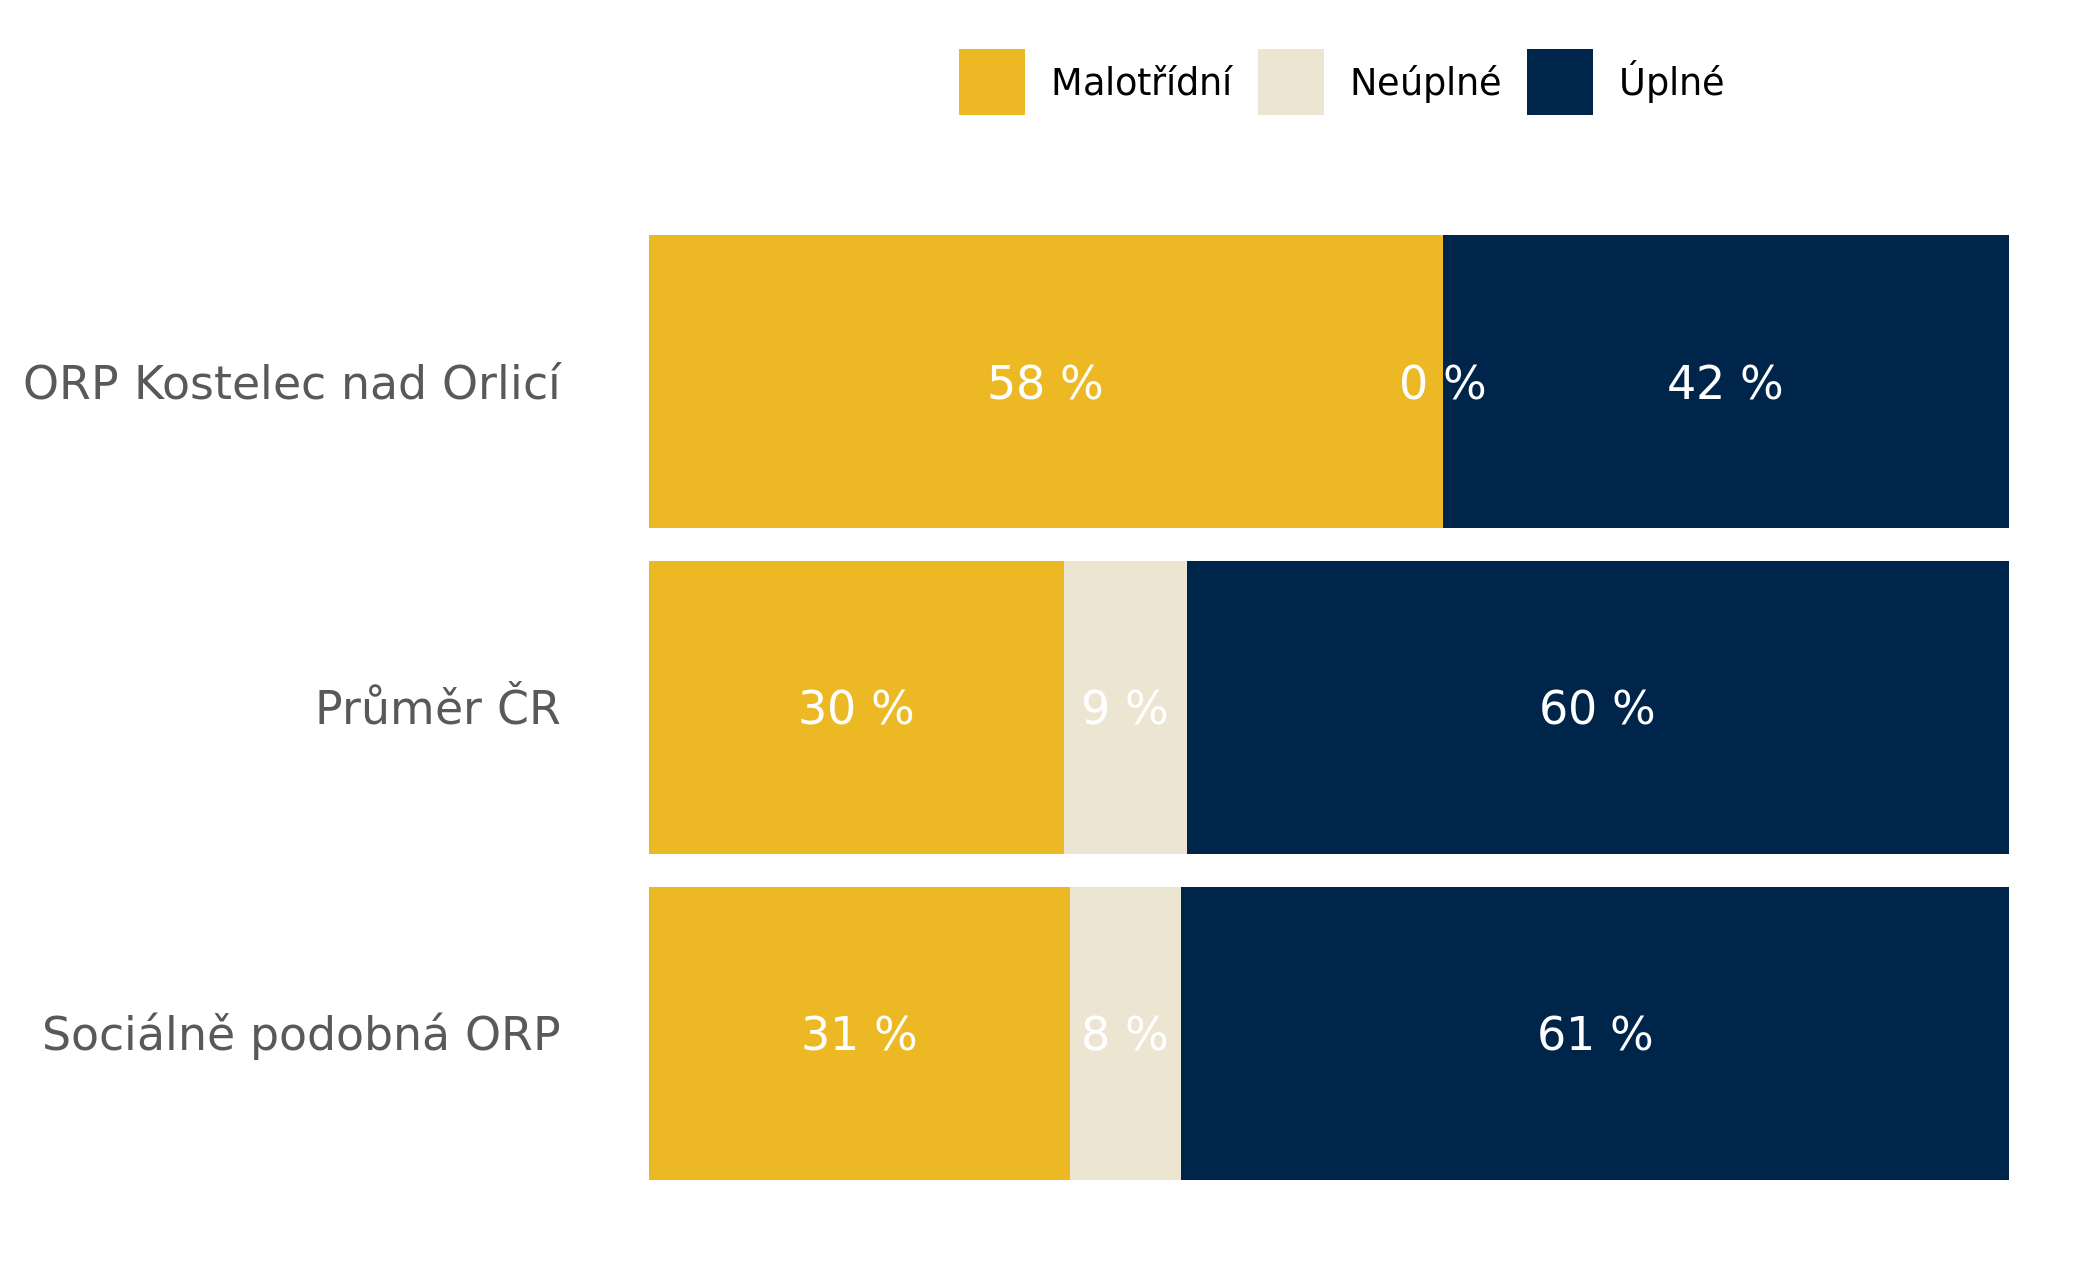 Malotřídní Neúplné Úplné
ORP Kostelec nad Orlicí 58 % 0 % 42 %
Průměr ČR 30 % 9 % 60 %
Sociálně podobná ORP 31 % 8 % 61 %